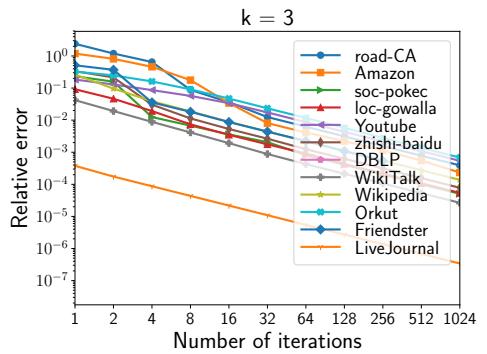 k = 3
Relative error
10^0
10^-1
10^-2
10^-3
10^-4
10^-5
10^-6
10^-7
road-CA
Amazon
soc-pokec
loc-gowalla
Youtube
zhishi-baidu
DBLP
WikiTalk
Wikipedia
Orkut
Friendster
LiveJournal
1 2 4 8 16 32 64 128 256 512 1024
Number of iterations